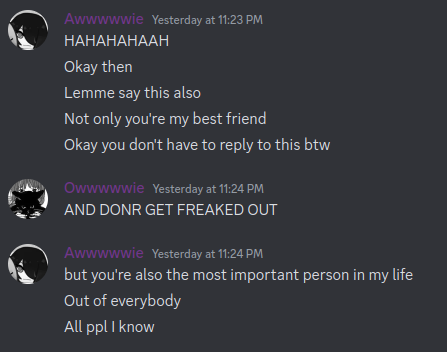 Awwwwwie Yesterday at 11:23 PM
HAHAHAHAAH
Okay then
Lemme say this also
Not only you're my best friend
Okay you don't have to reply to this btw
Owwwwwie Yesterday at 11:24 PM
AND DONR GET FREAKED OUT
Awwwwwie Yesterday at 11:24 PM
but you're also the most important person in my life
Out of everybody
All ppl I know